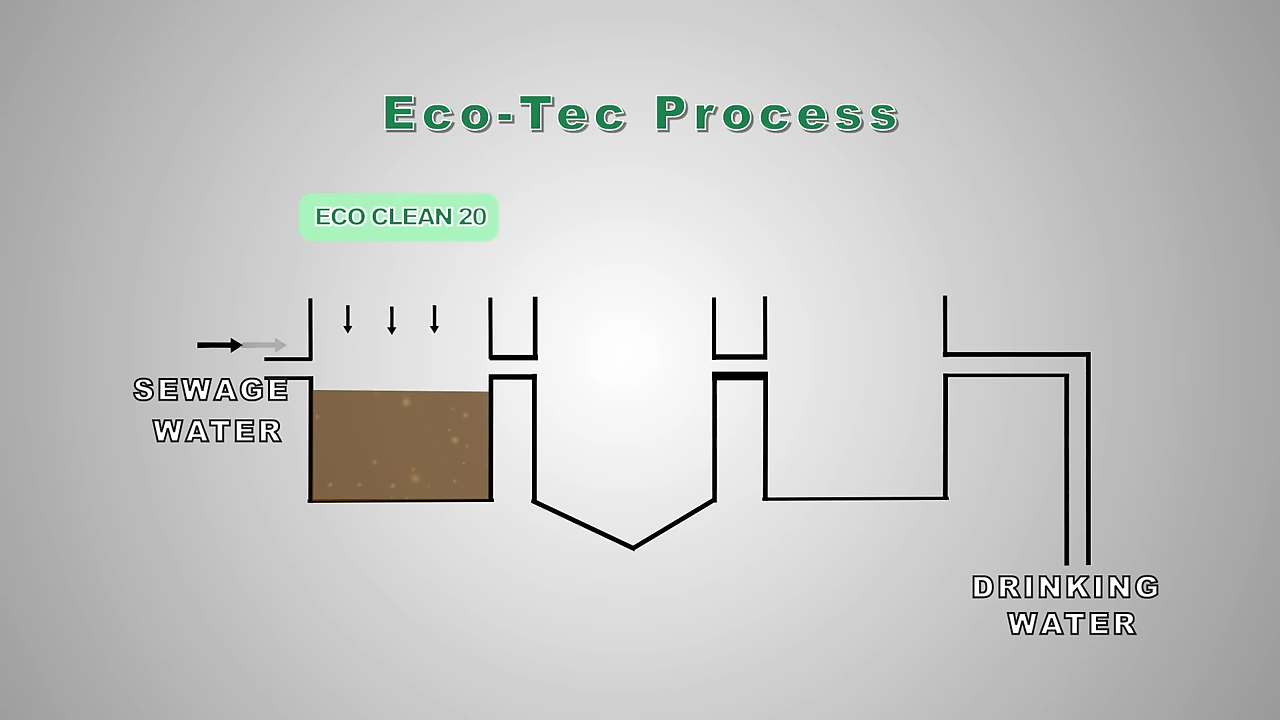 Eco-Tec Process
ECO CLEAN 20
SEWAGE
WATER
DRINKING
WATER